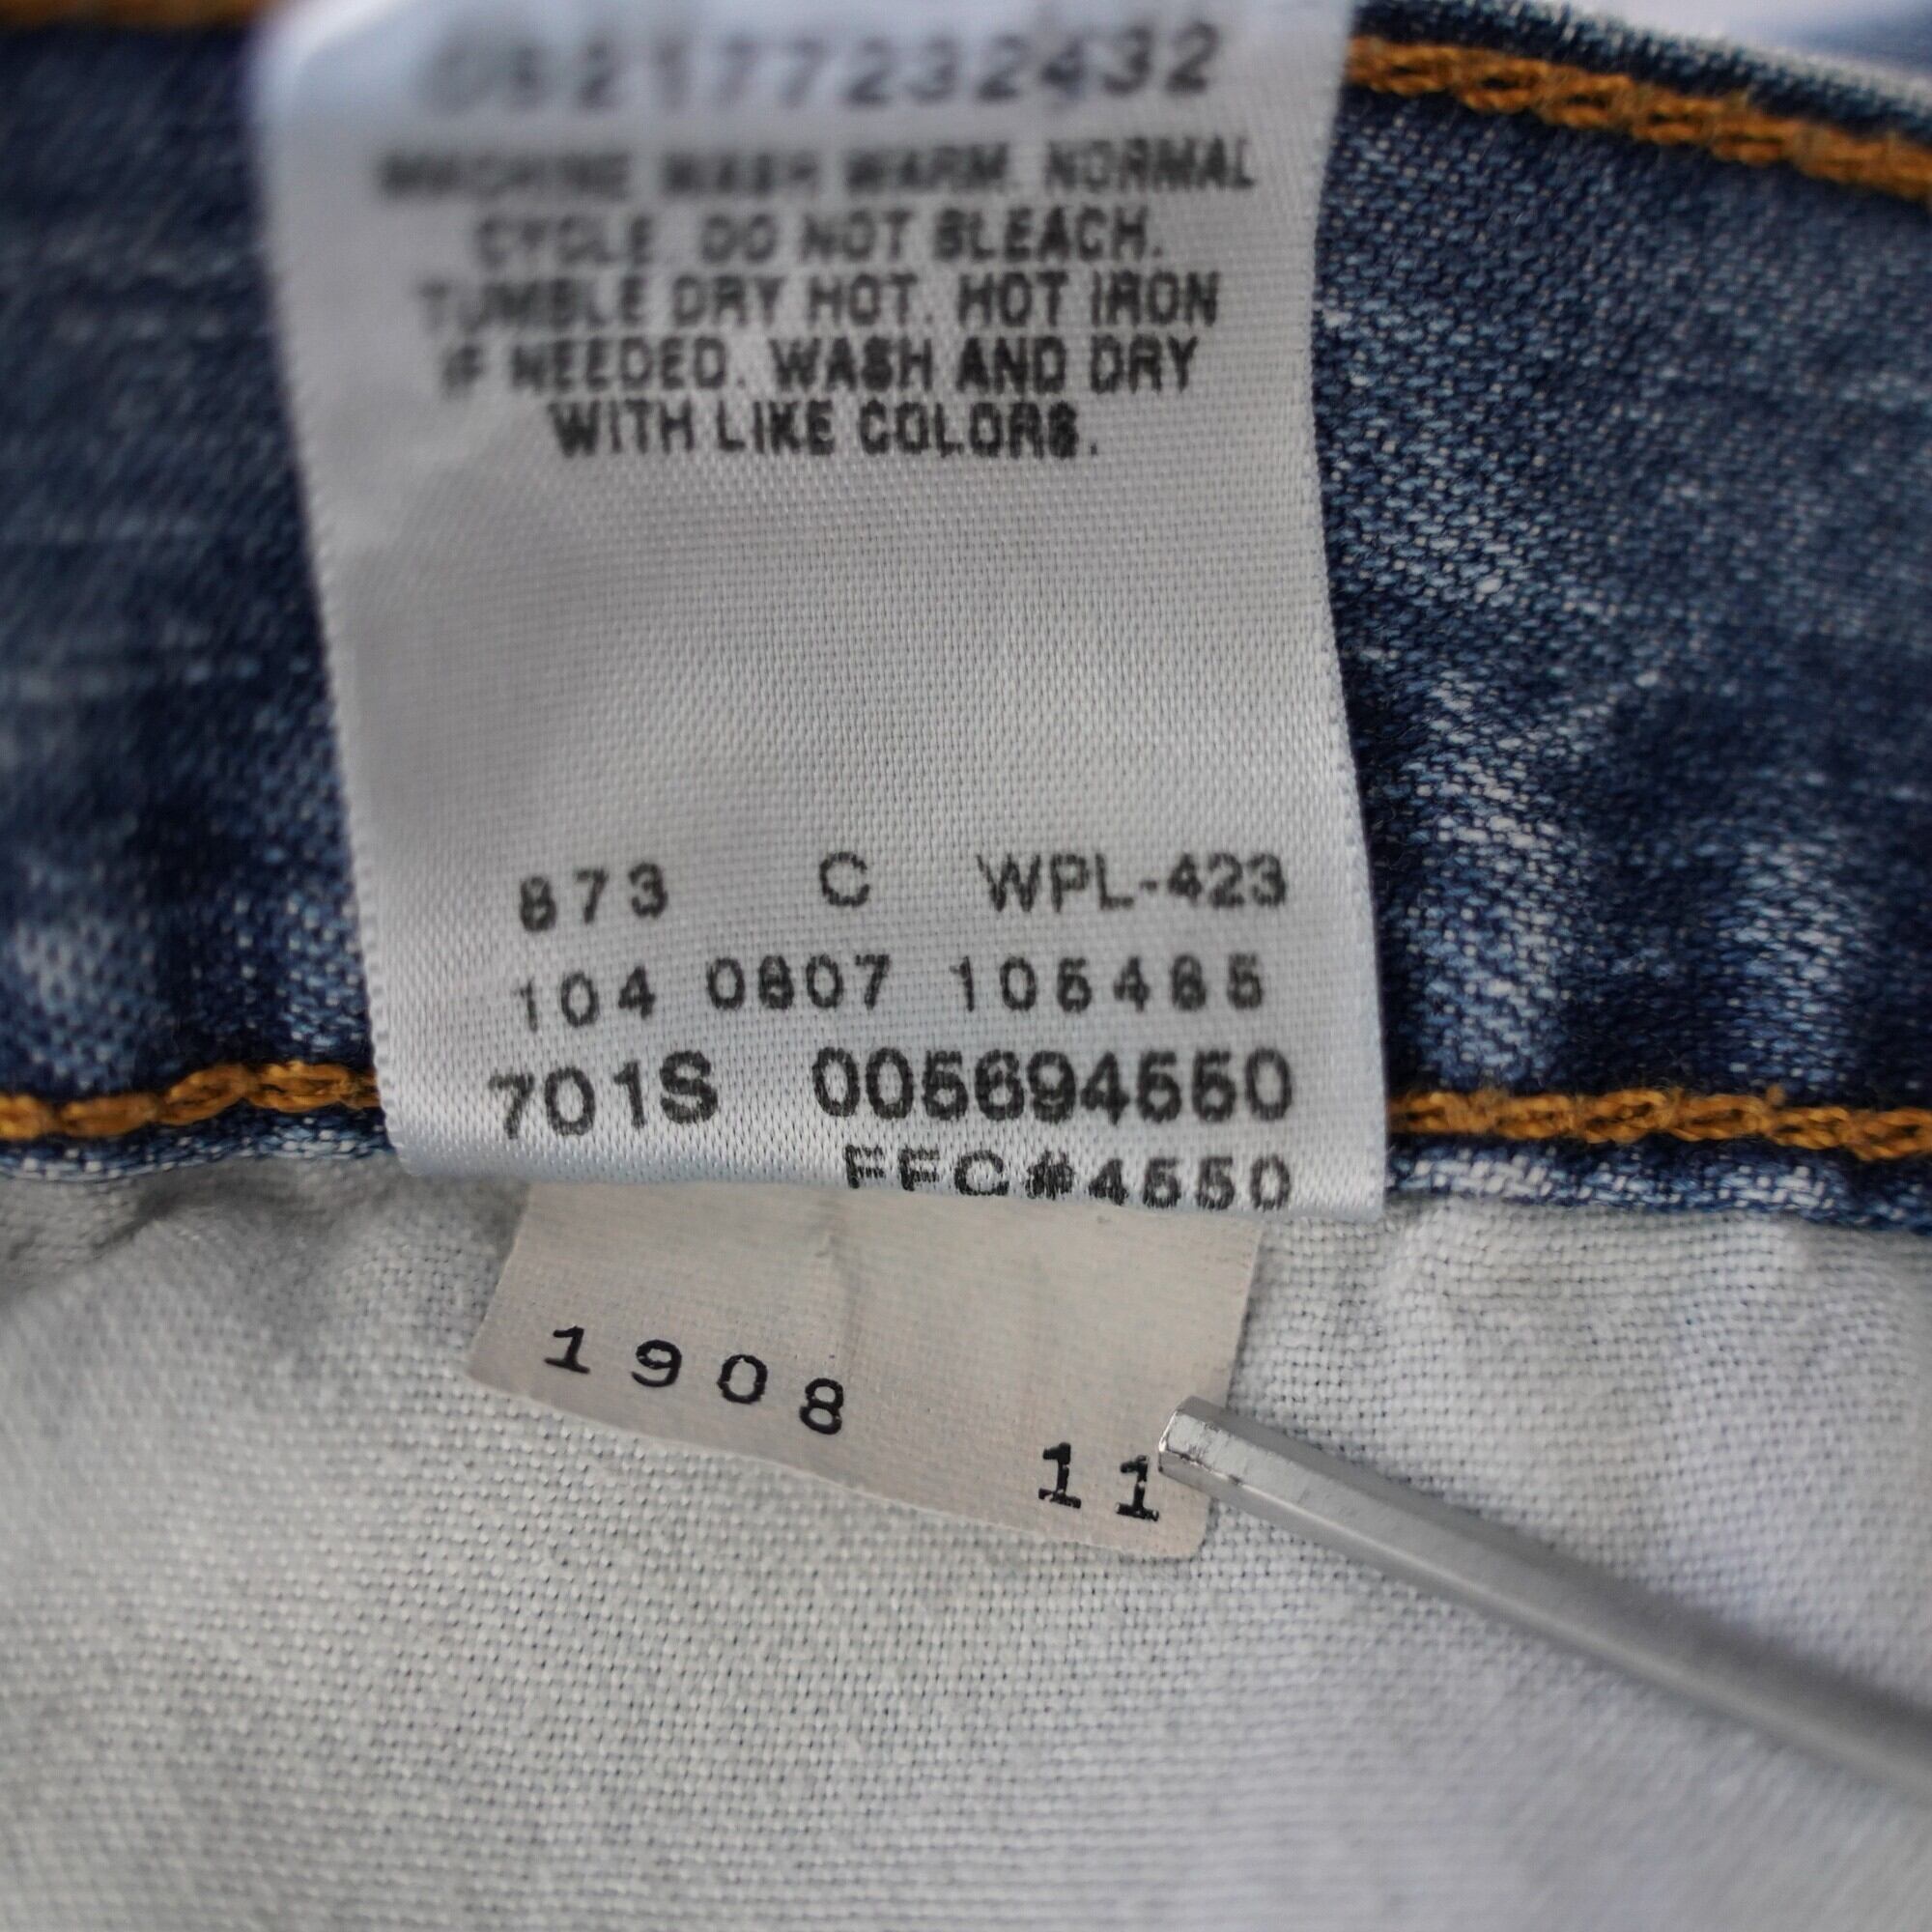 82177232432
MACHINE WASH WARM. NORMAL
CYCLE. DO NOT BLEACH.
TUMBLE DRY HOT. HOT IRON
IF NEEDED. WASH AND DRY
WITH LIKE COLORS.
873 C WPL-423
104 0807
701S 005694550
FFC#4550
1908
11